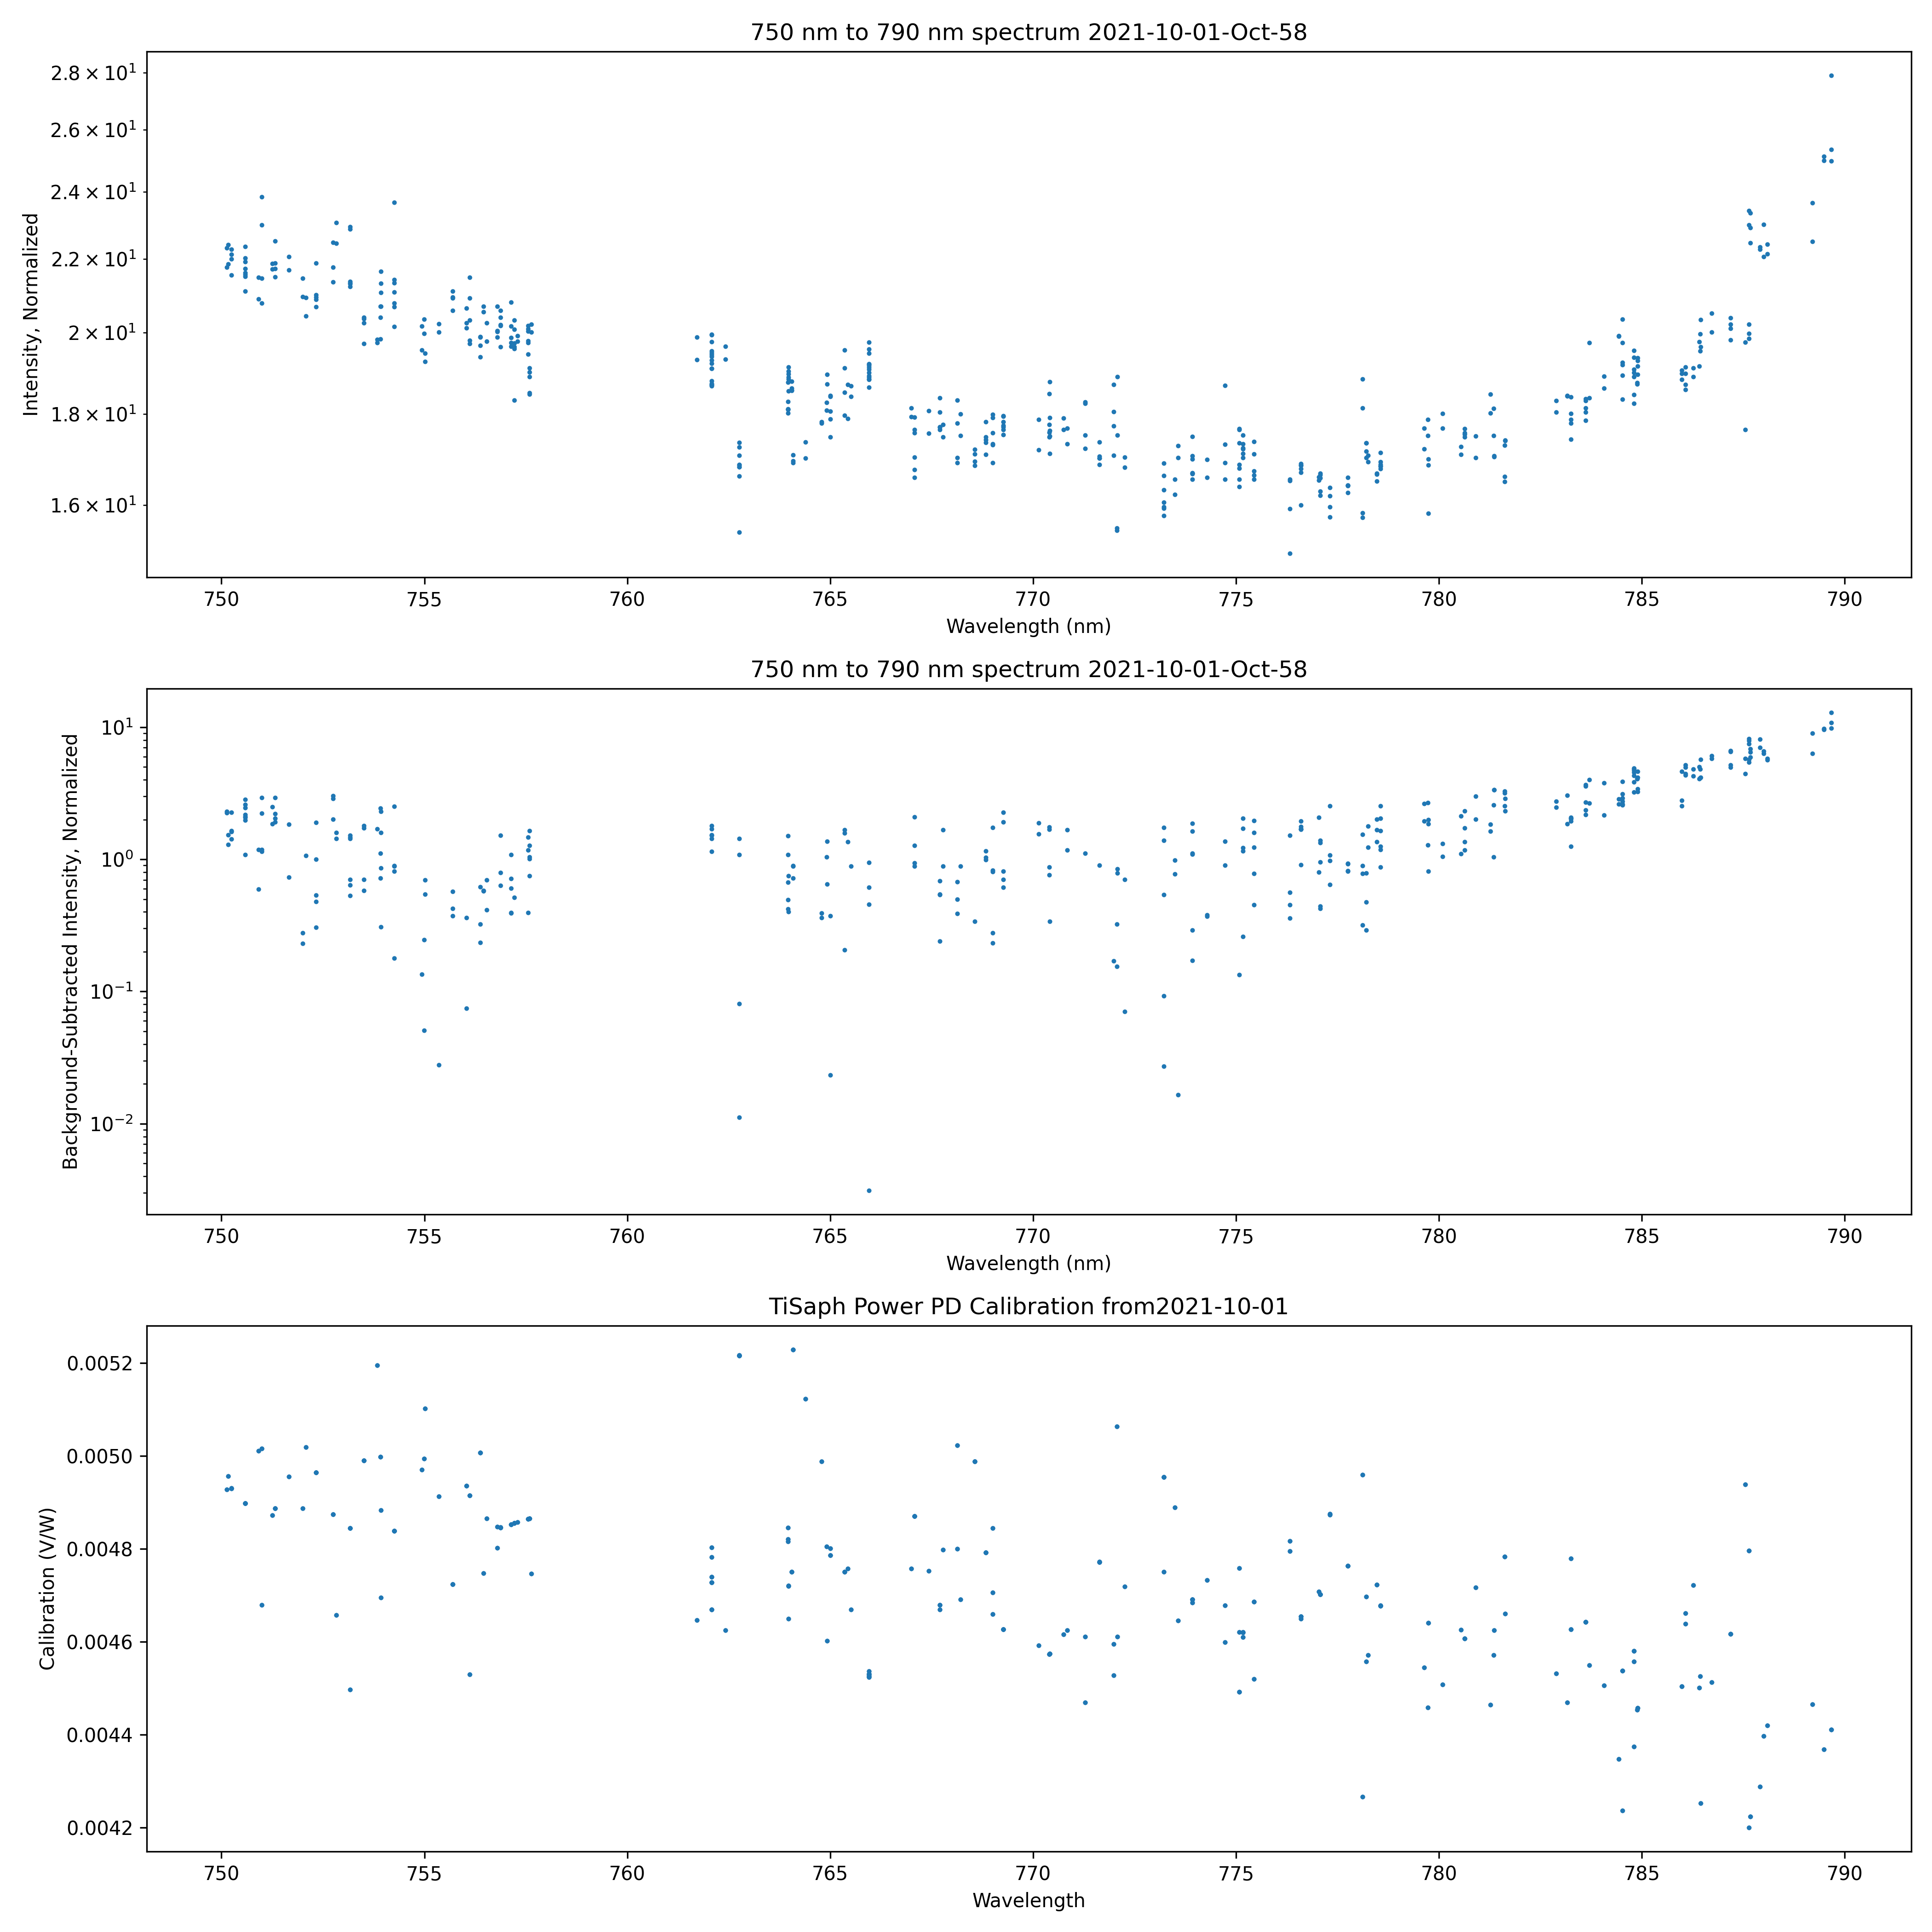 750 nm to 790 nm spectrum 2021-10-01-Oct-58
2.8 × 10¹
2.6 × 10¹
2.4 × 10¹
2.2 × 10¹
2 × 10¹
1.8 × 10¹
1.6 × 10¹
Intensity, Normalized
750 755 760 765 770 775 780 785 790
Wavelength (nm)
750 nm to 790 nm spectrum 2021-10-01-Oct-58
10¹
10⁰
10⁻¹
10⁻²
Background-Subtracted Intensity, Normalized
750 755 760 765 770 775 780 785 790
Wavelength (nm)
TiSaph Power PD Calibration from2021-10-01
0.0052
0.0050
0.0048
0.0046
0.0044
0.0042
Calibration (V/W)
750 755 760 765 770 775 780 785 790
Wavelength